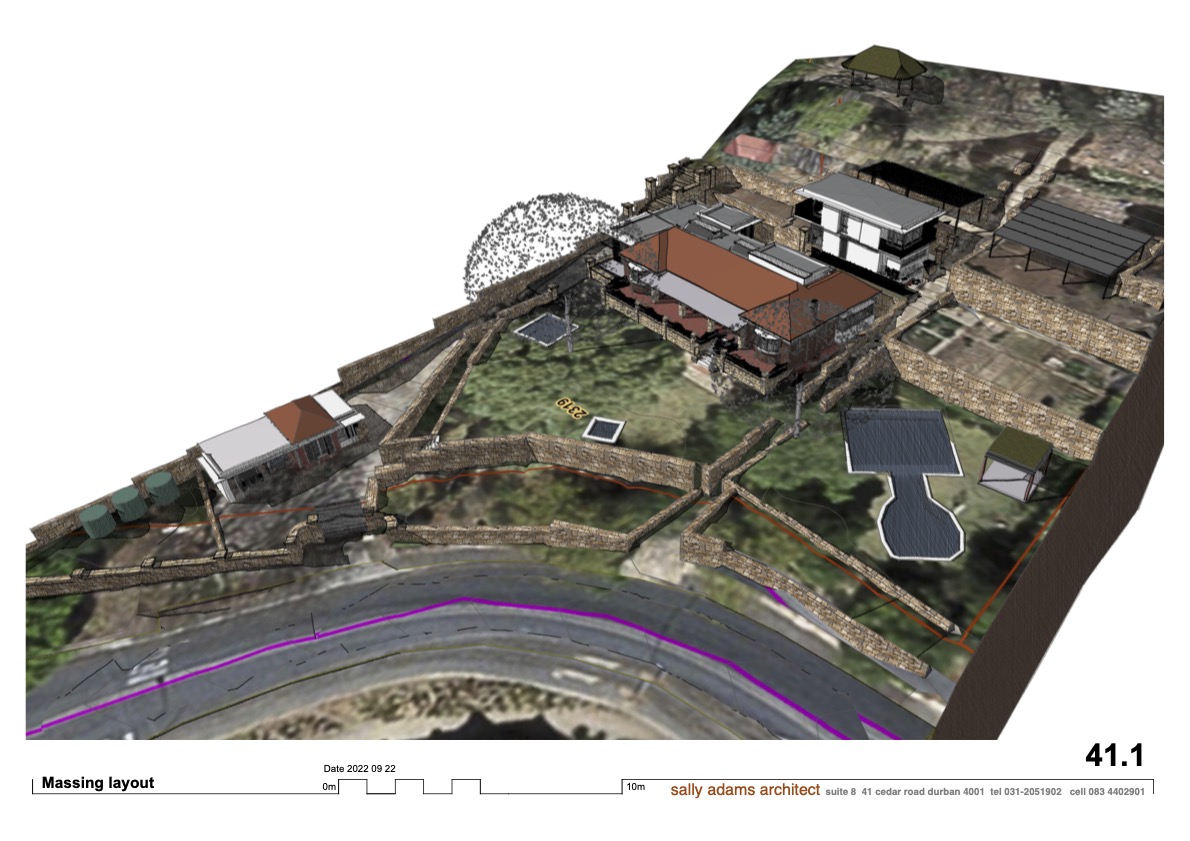 2319
41.1
Massing layout
Date 2022 09 22
0m
10m
sally adams architect suite 8 41 cedar road durban 4001 tel 031-2051902 cell 083 4402901